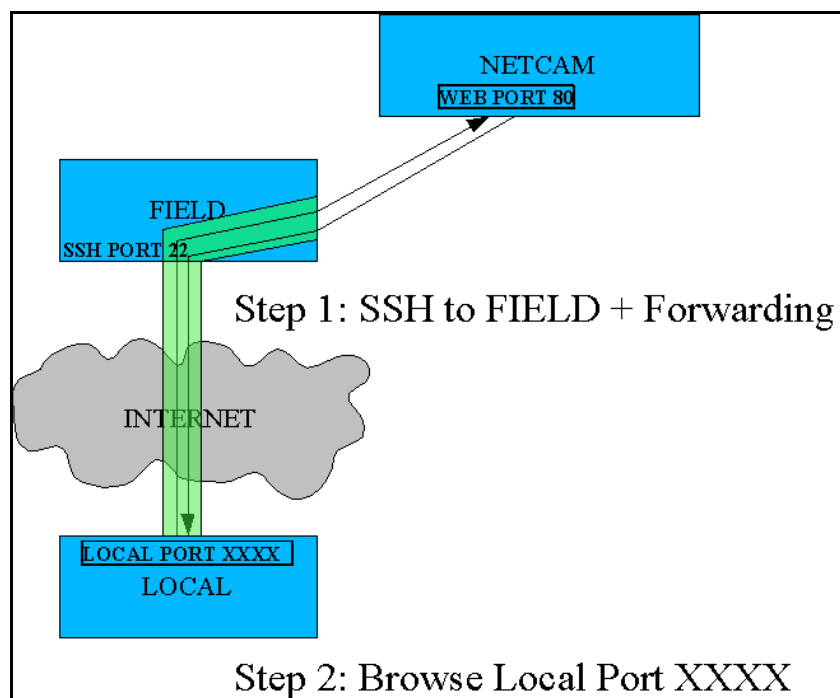 NETCAM
WEB PORT 80
FIELD
SSH PORT 22
Step 1: SSH to FIELD + Forwarding
INTERNET
LOCAL PORT XXXX
LOCAL
Step 2: Browse Local Port XXXX